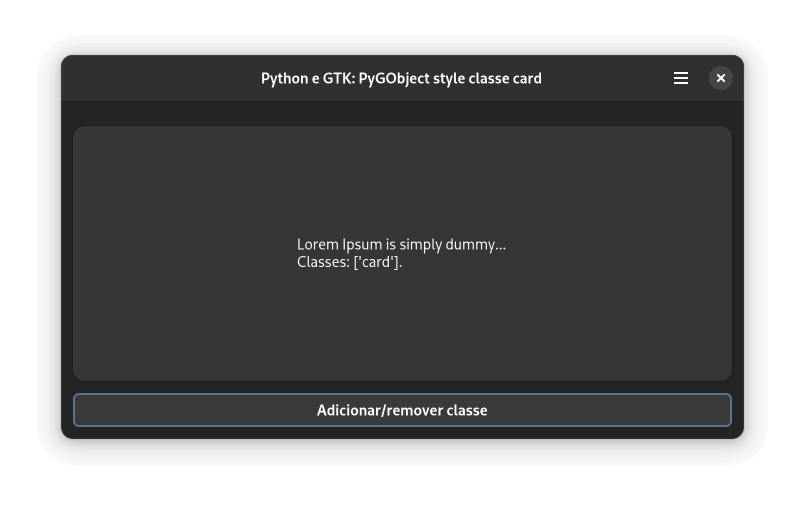 Python e GTK: PyGObject style classe card
Lorem Ipsum is simply dummy...
Classes: ['card'].
Adicionar/remover classe